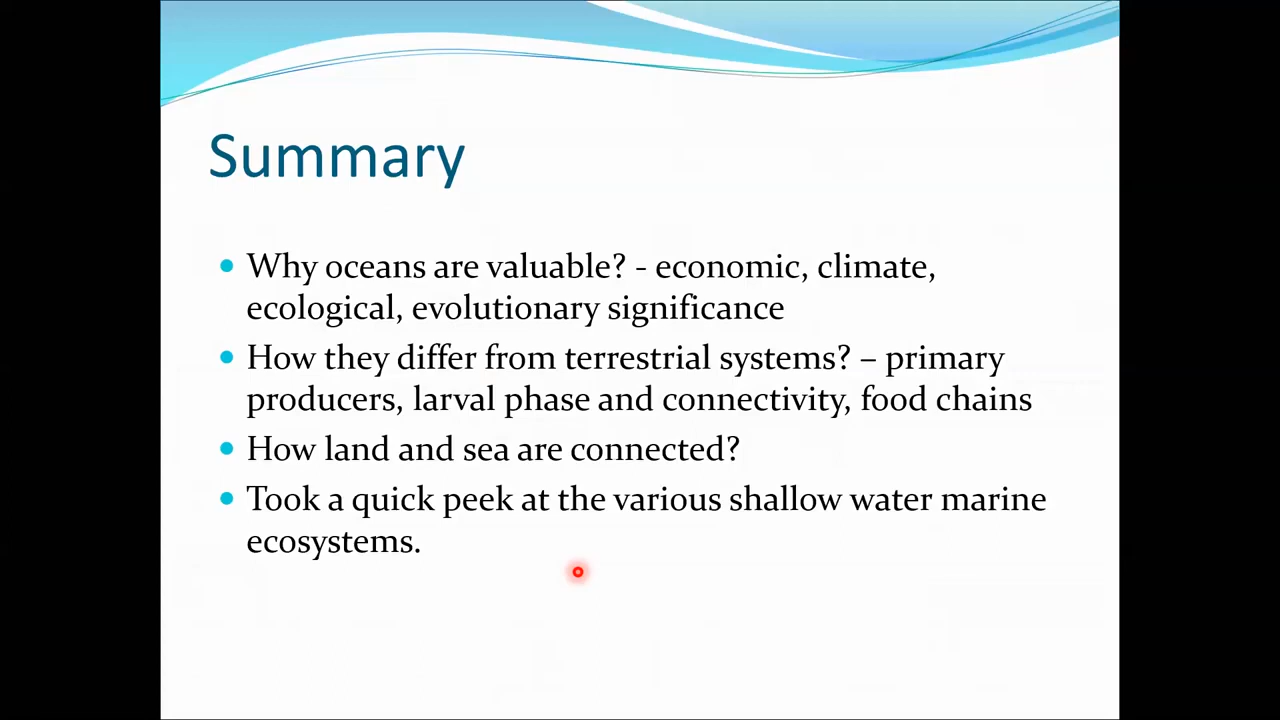 Summary
Why oceans are valuable? - economic, climate,
ecological, evolutionary significance
How they differ from terrestrial systems? – primary
producers, larval phase and connectivity, food chains
How land and sea are connected?
Took a quick peek at the various shallow water marine
ecosystems.